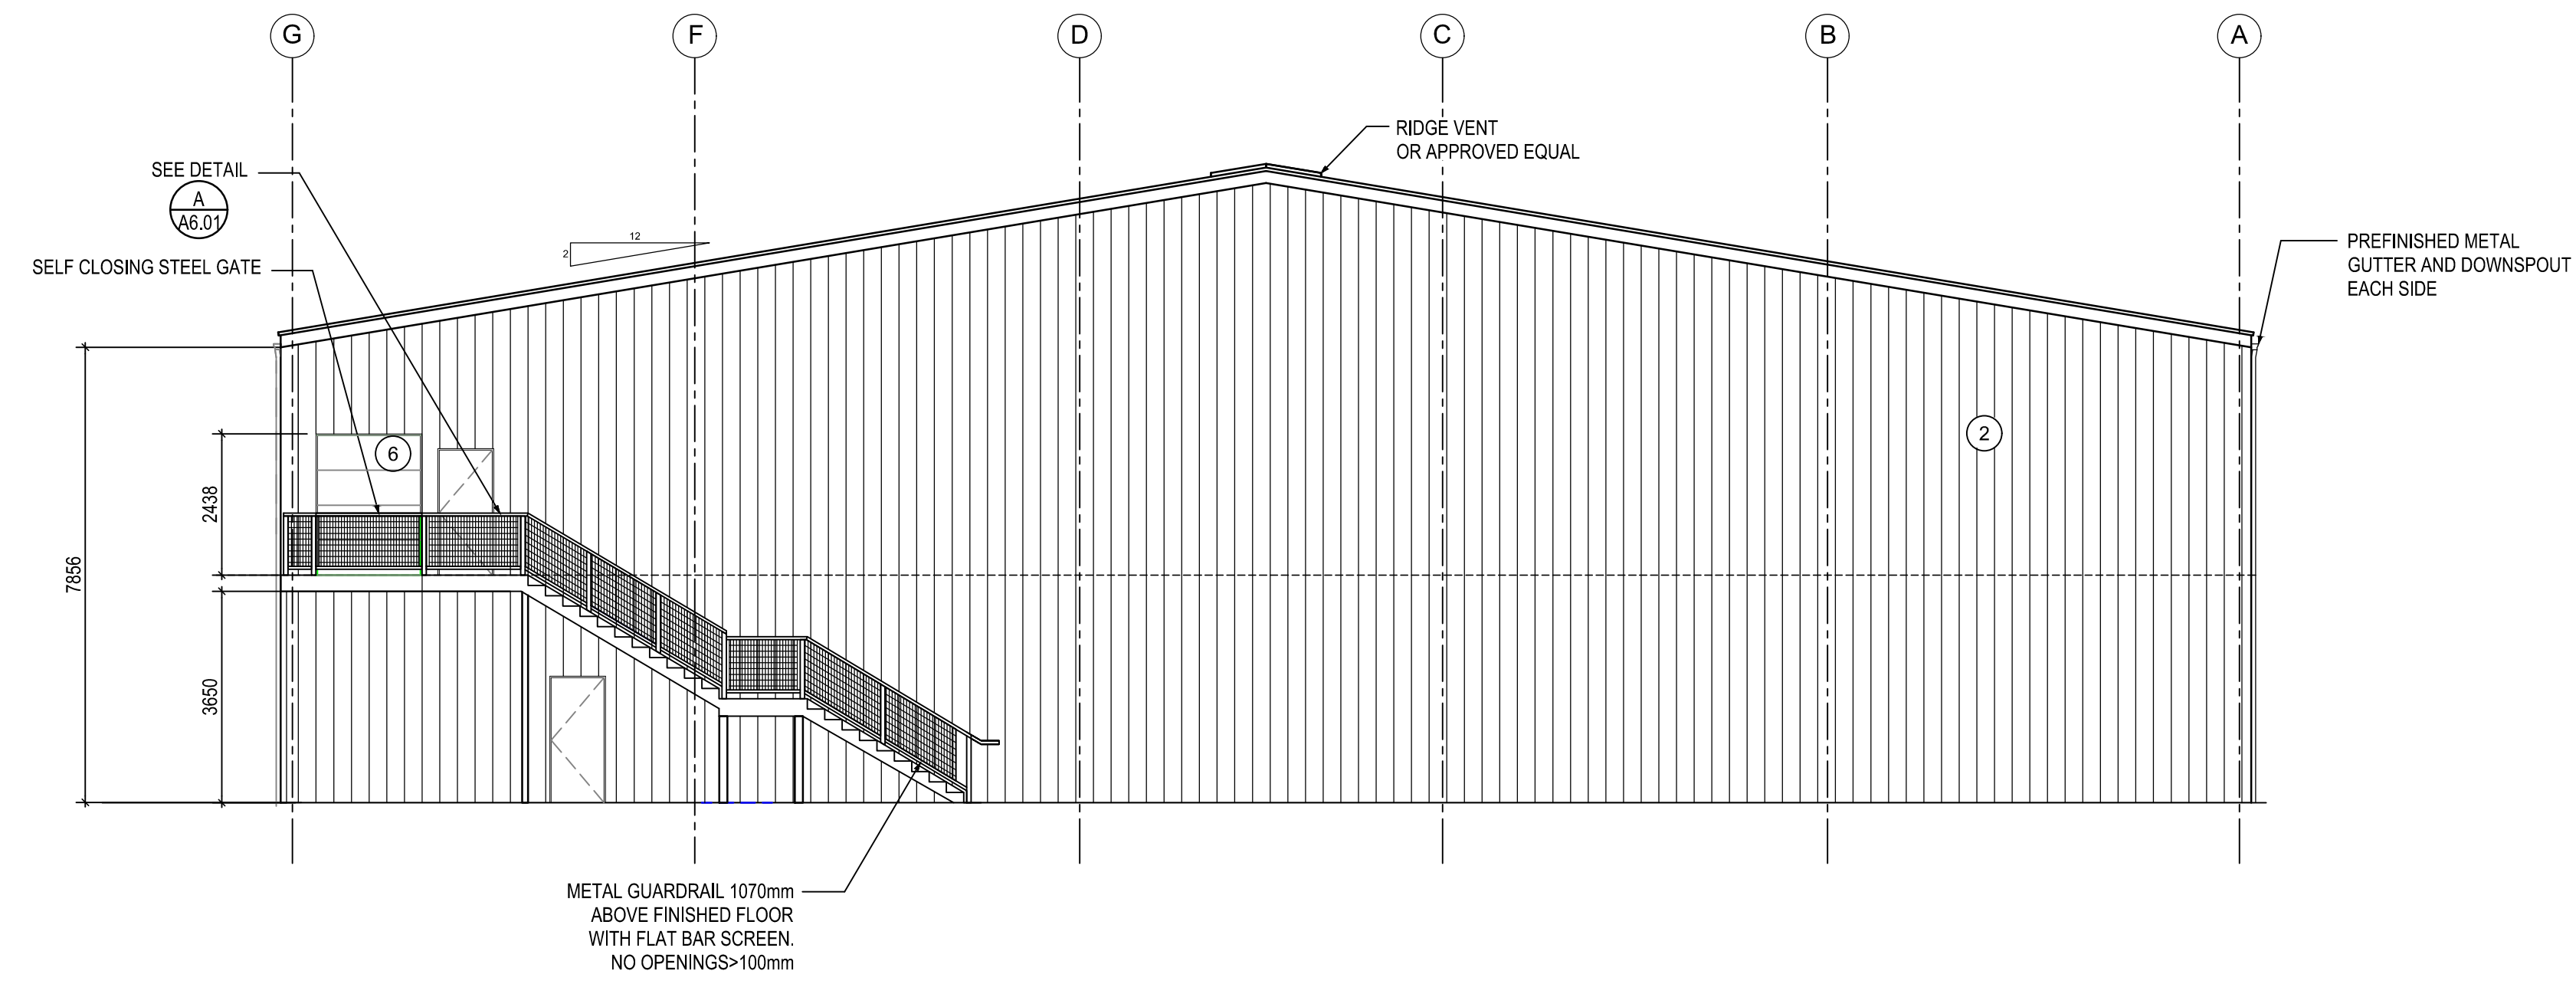 G
F
D
C
B
A
RIDGE VENT
OR APPROVED EQUAL
SEE DETAIL
A
A6.01
SELF CLOSING STEEL GATE
12
2
PREFINISHED METAL
GUTTER AND DOWNSPOUT
EACH SIDE
6
2
2438
7856
3650
METAL GUARDRAIL 1070mm
ABOVE FINISHED FLOOR
WITH FLAT BAR SCREEN.
NO OPENINGS>100mm